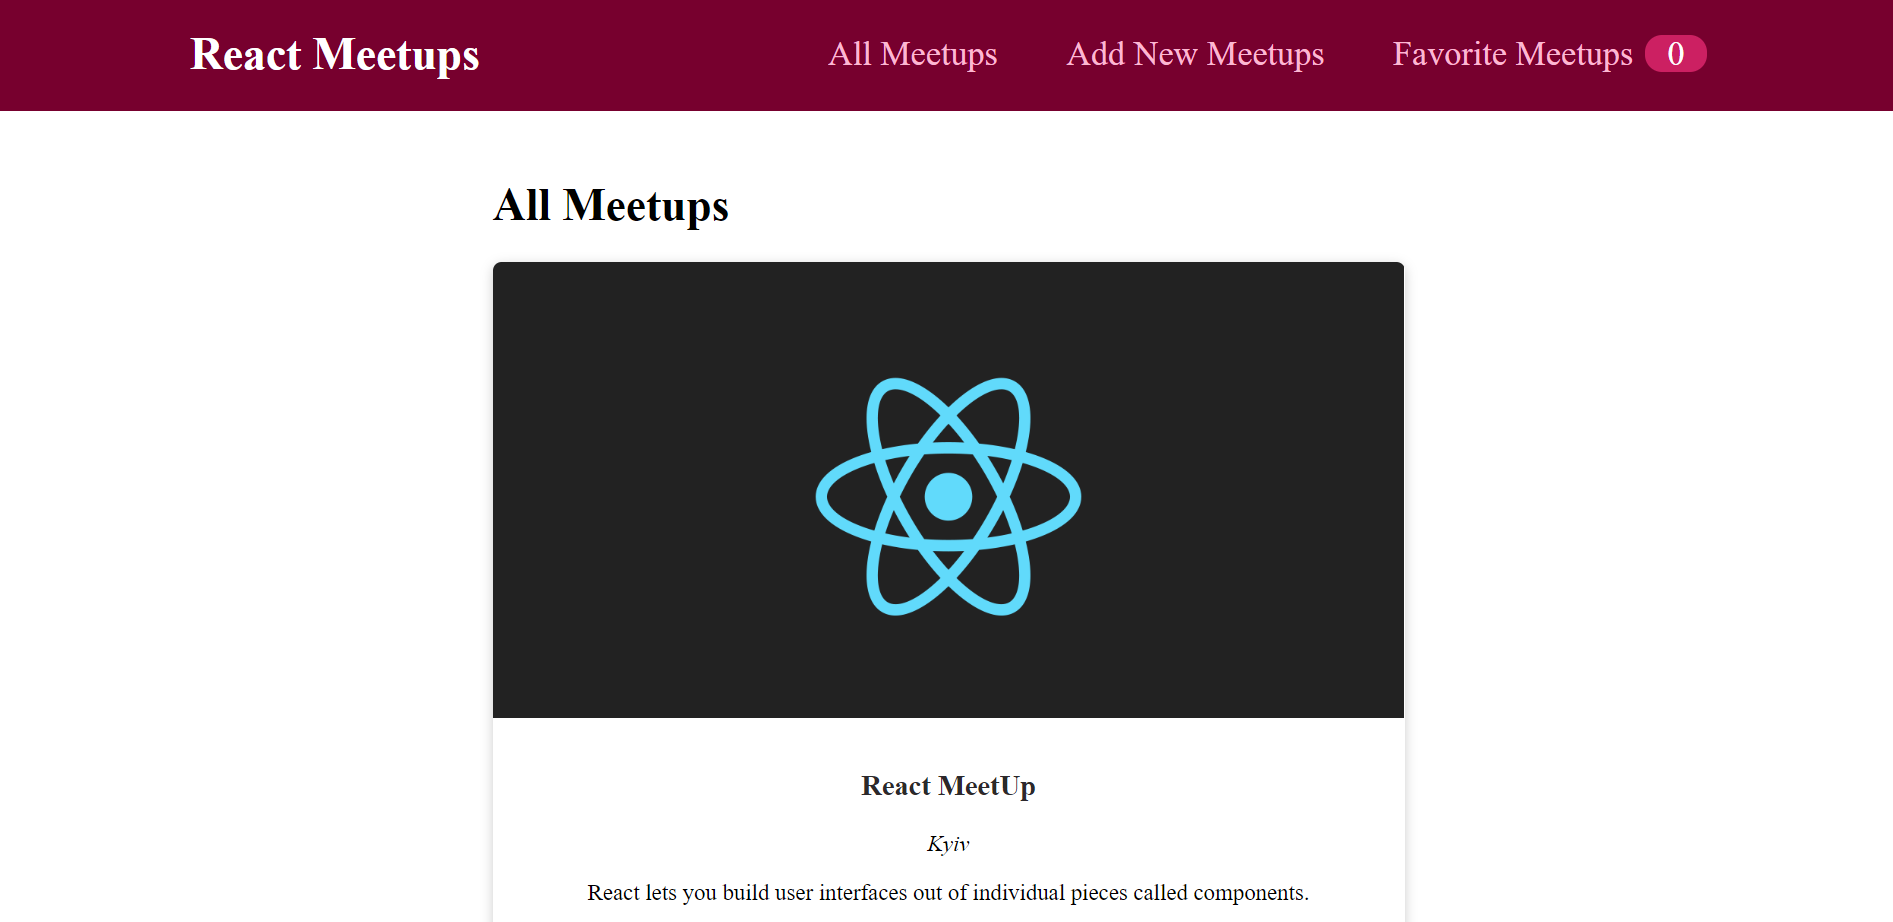 React Meetups
All Meetups
Add New Meetups
Favorite Meetups 0
All Meetups
React MeetUp
Kyiv
React lets you build user interfaces out of individual pieces called components.